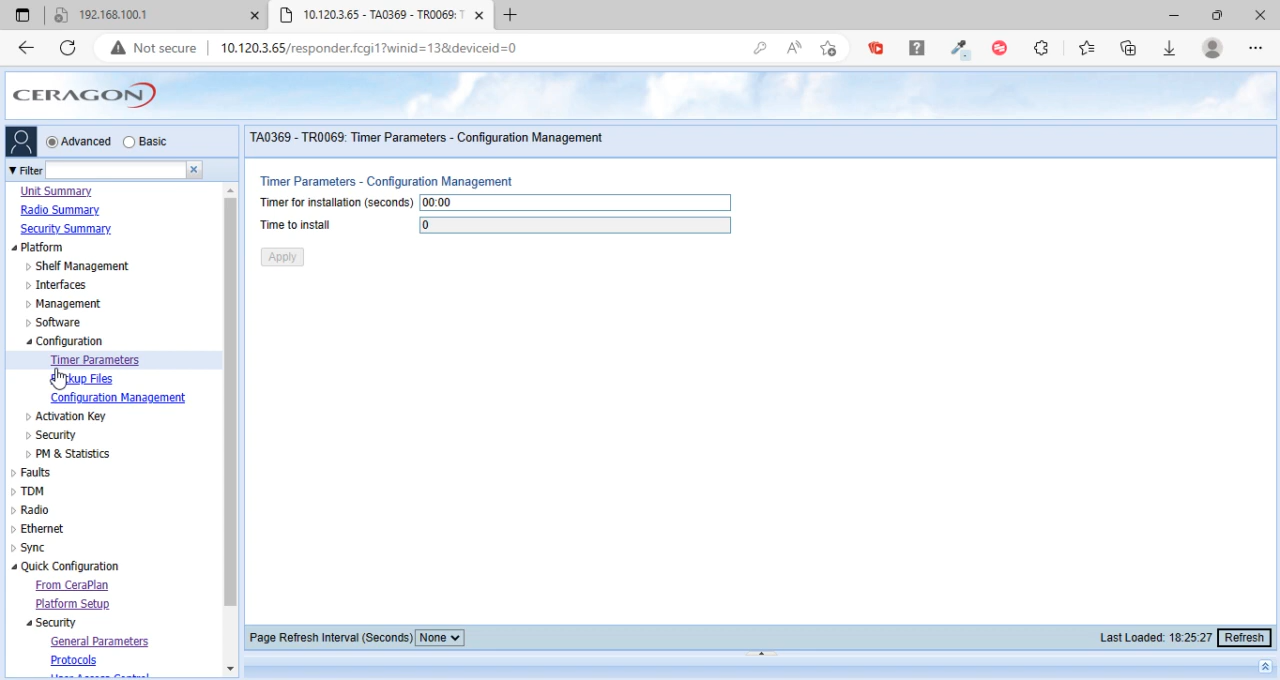 192.168.100.1
10.120.3.65 - TA0369 - TR0069: T
Not secure
10.120.3.65/responder.fcgi1?winid=13&deviceid=0
CERAGON
Advanced
Basic
TA0369 - TR0069: Timer Parameters - Configuration Management
Filter
Unit Summary
Radio Summary
Security Summary
Platform
Shelf Management
Interfaces
Management
Software
Configuration
Timer Parameters
Configuration Management
Activation Key
Security
PM & Statistics
Faults
TDM
Radio
Ethernet
Sync
Quick Configuration
From CeraPlan
Platform Setup
Security
General Parameters
Protocols
Timer Parameters - Configuration Management
Timer for installation (seconds) 00:00
Time to install 0
Apply
Page Refresh Interval (Seconds) None
Last Loaded: 18:25:27 Refresh